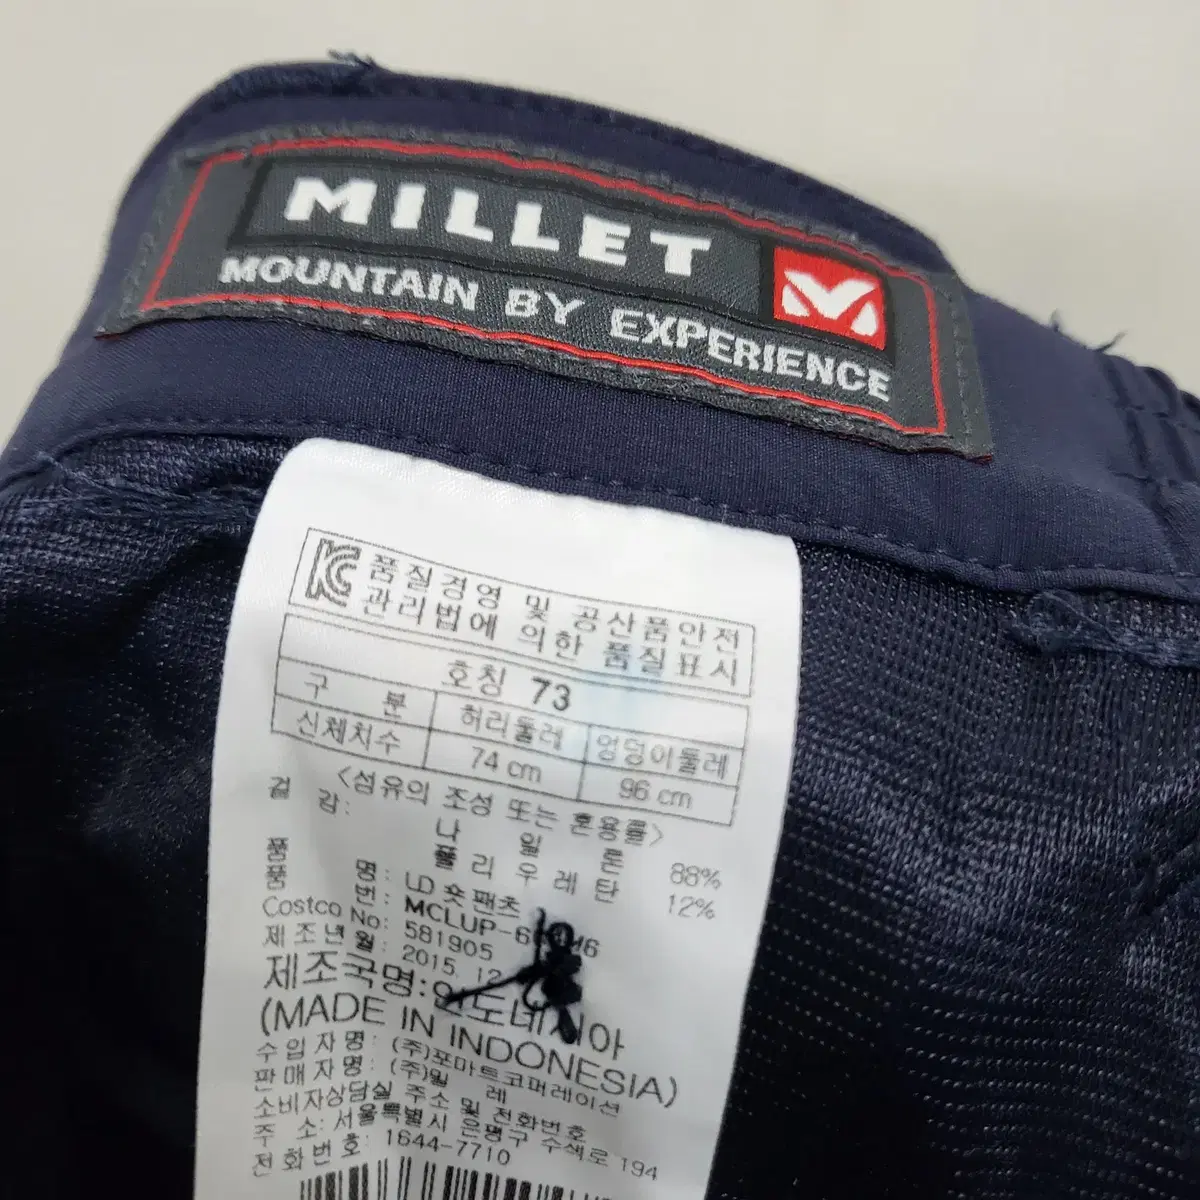 MILLET
MOUNTAIN BY EXPERIENCE
KC 품질경영 및 공산품안전
관리법에 의한 품질표시
호칭 73
구 분 허리둘레 엉덩이둘레
신체치수 74 cm 96 cm
<섬유의 조성 또는 혼용률>
겉 감:
나 일 론 88%
폴 리 우 레 탄 12%
품 명: LD 숏팬츠
품 번: 
Costco No: 581905
제조년월: 2015. 12
제조국명:인도네시아
(MADE IN INDONESIA)
수입자명: (주)포마트코퍼레이션
판매자명: (주)밀 레
소비자상담실 주소 및 전화번호
주 소: 서울특별시 은평구 수색로 194
전화번호: 1644-7710